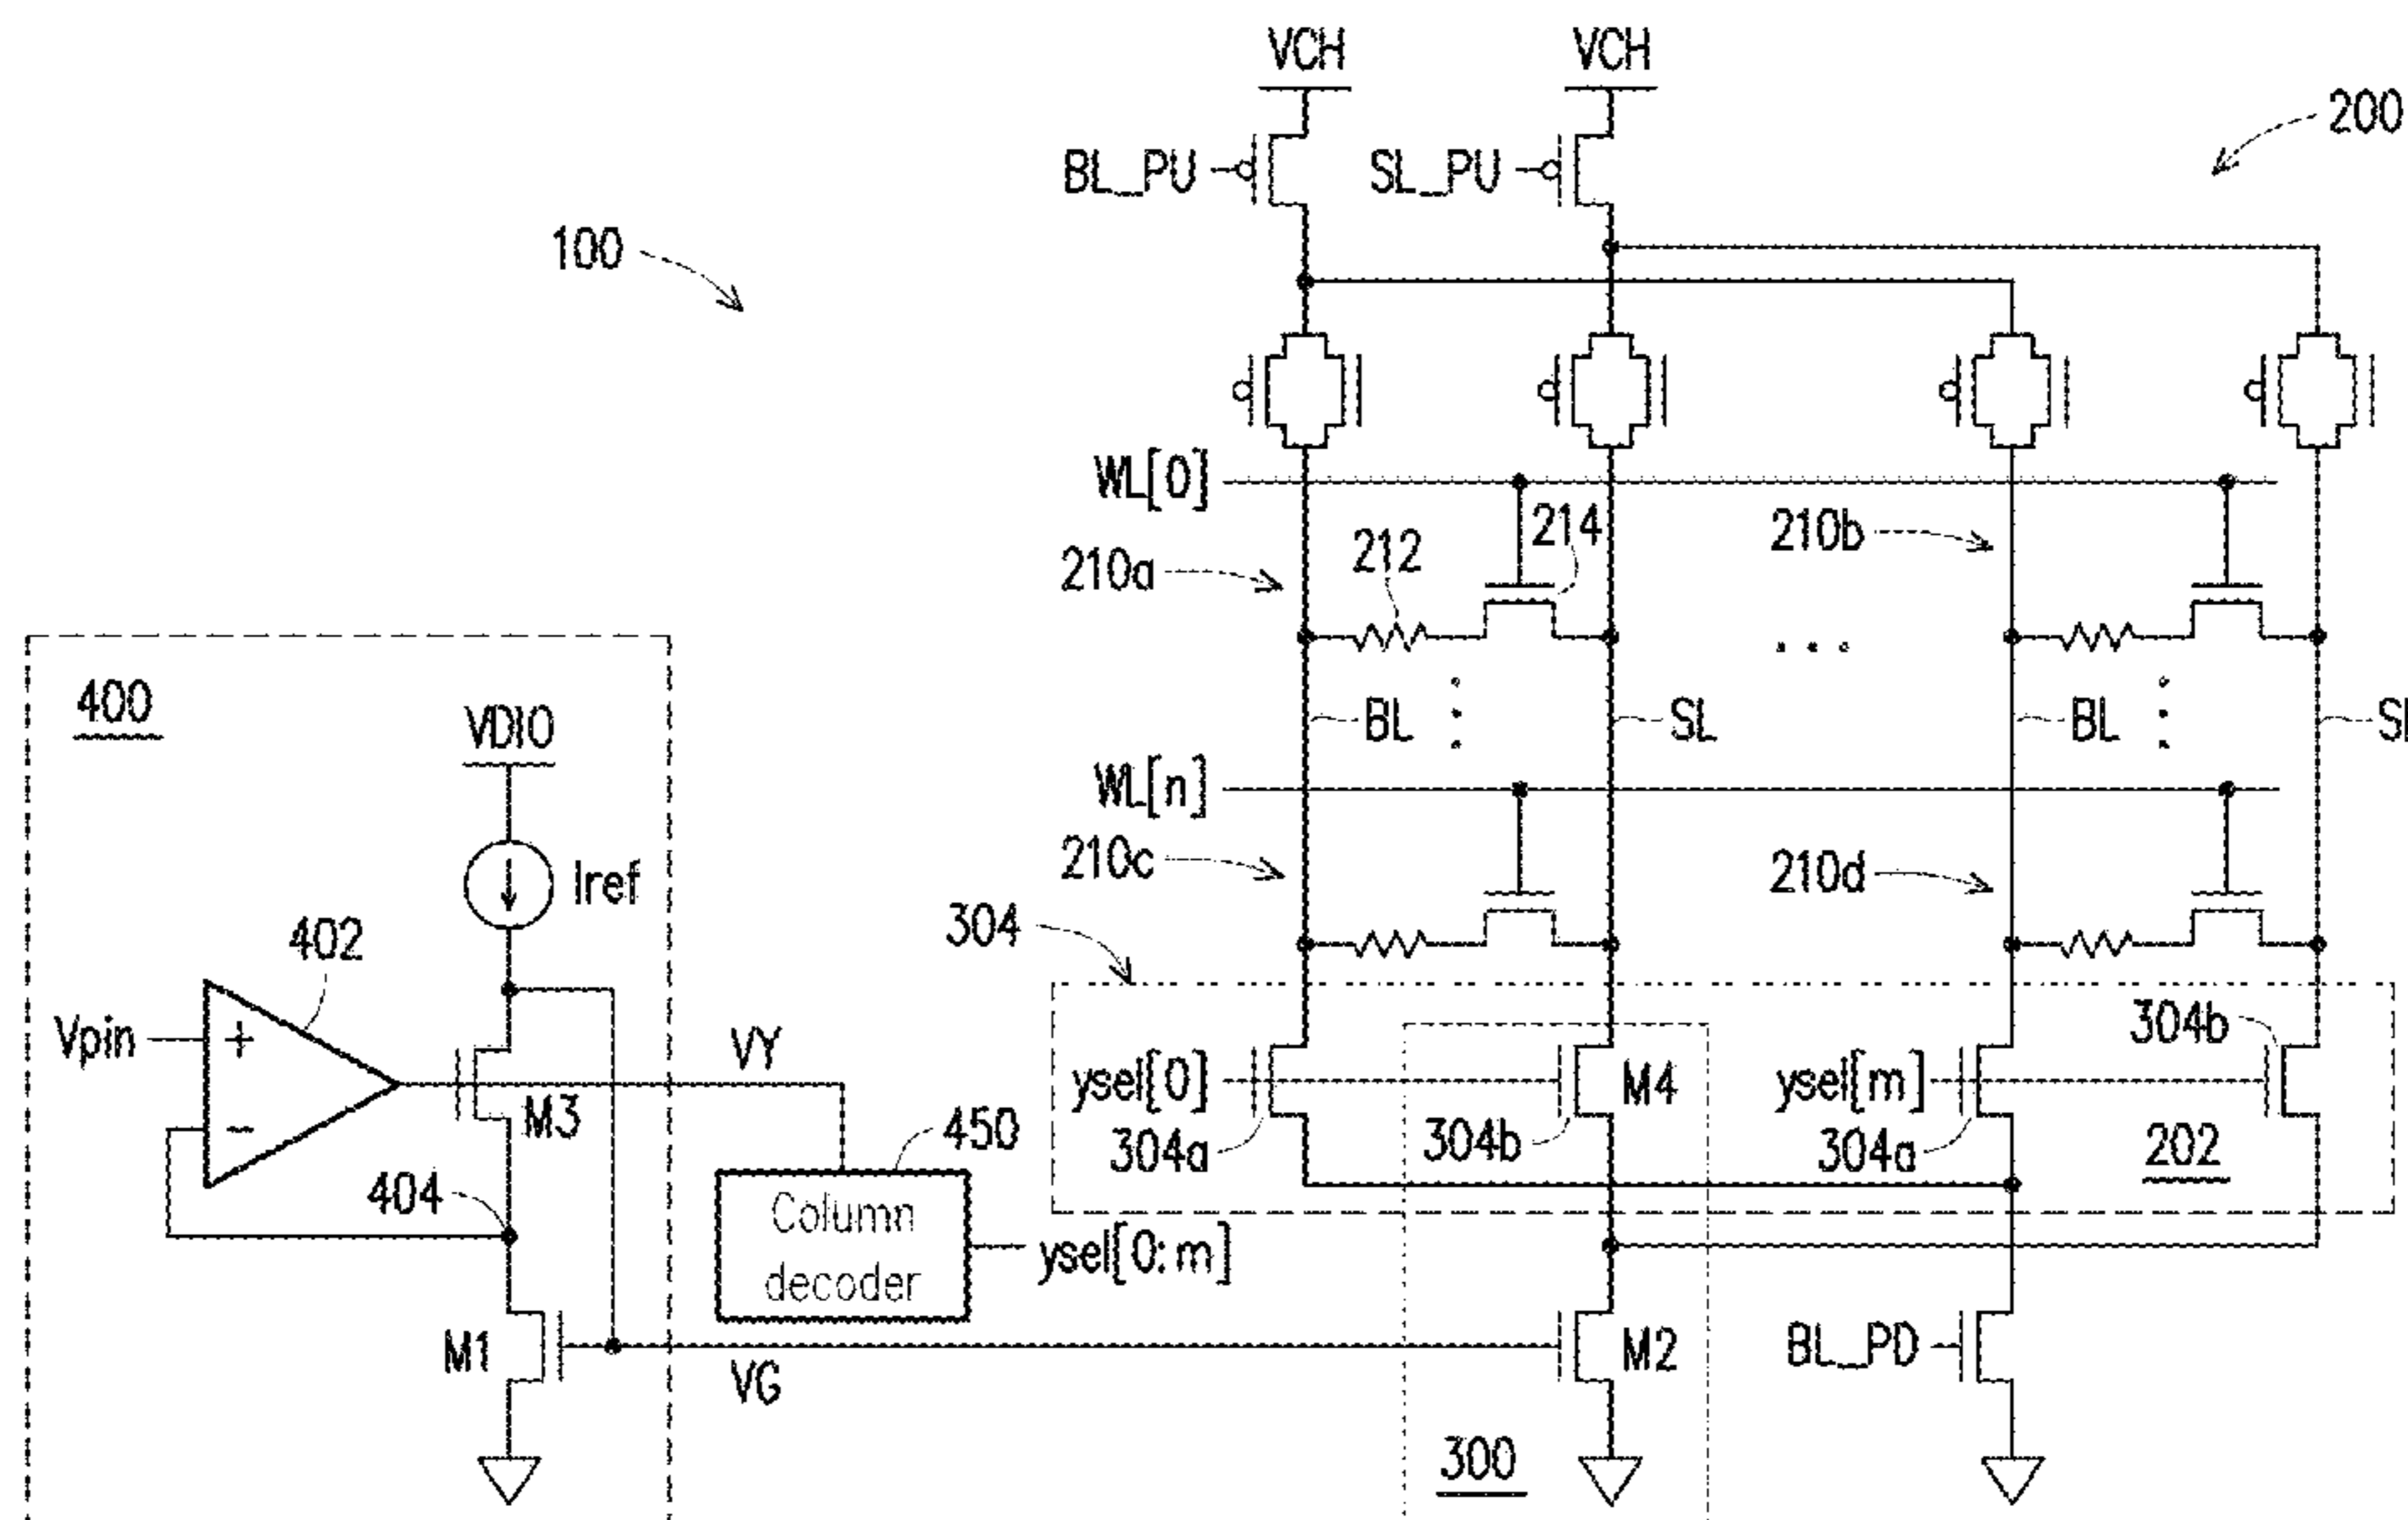 VCH
VCH
200
BL_PU
SL_PU
100
WL[0]
214
210a
212
210b
400
VDIO
BL
SL
BL
WL[n]
210c
210d
Iref
304
402
304b
Vpin
+
VY
ysel[0]
M4
ysel[m]
M3
−
450
304a
304b
304a
202
404
Column
decoder
ysel[0:m]
M1
VG
M2
BL_PD
300